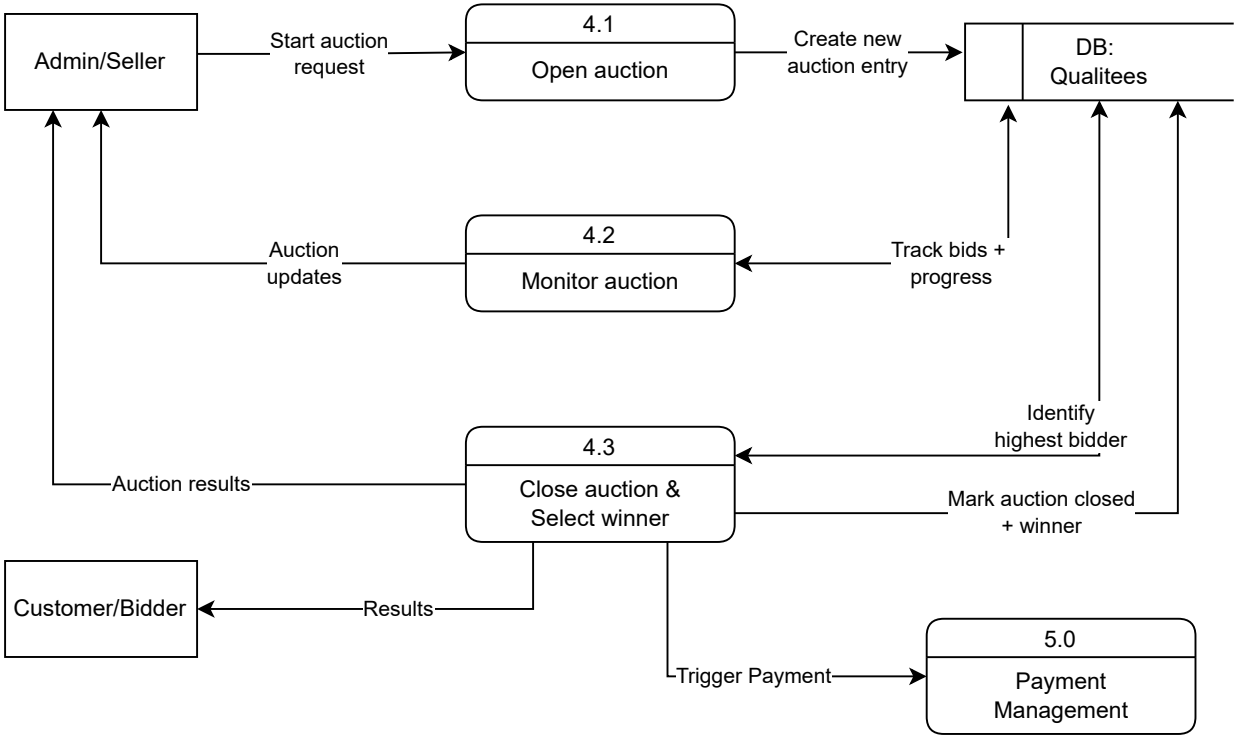 4.1
Admin/Seller
Start auction
request
Open auction
Create new
auction entry
DB:
Qualitees
4.2
Auction
updates
Monitor auction
Track bids +
progress
Identify
highest bidder
4.3
Auction results
Close auction &
Select winner
Mark auction closed
+ winner
Customer/Bidder
Results
5.0
Trigger Payment
Payment
Management